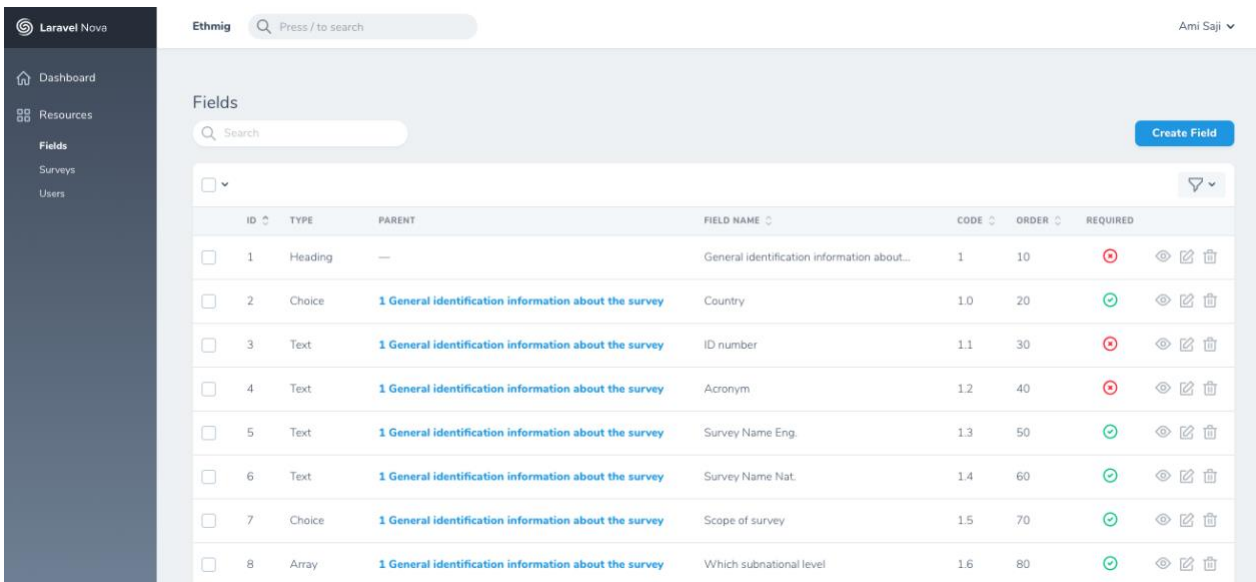 Laravel Nova
Ethmig
Press / to search
Ami Saji
Dashboard
Resources
Fields
Surveys
Users
Fields
Search
Create Field
ID TYPE PARENT FIELD NAME CODE ORDER REQUIRED
1 Heading — General identification information about... 1 10
2 Choice 1 General identification information about the survey Country 1.0 20
3 Text 1 General identification information about the survey ID number 1.1 30
4 Text 1 General identification information about the survey Acronym 1.2 40
5 Text 1 General identification information about the survey Survey Name Eng. 1.3 50
6 Text 1 General identification information about the survey Survey Name Nat. 1.4 60
7 Choice 1 General identification information about the survey Scope of survey 1.5 70
8 Array 1 General identification information about the survey Which subnational level 1.6 80